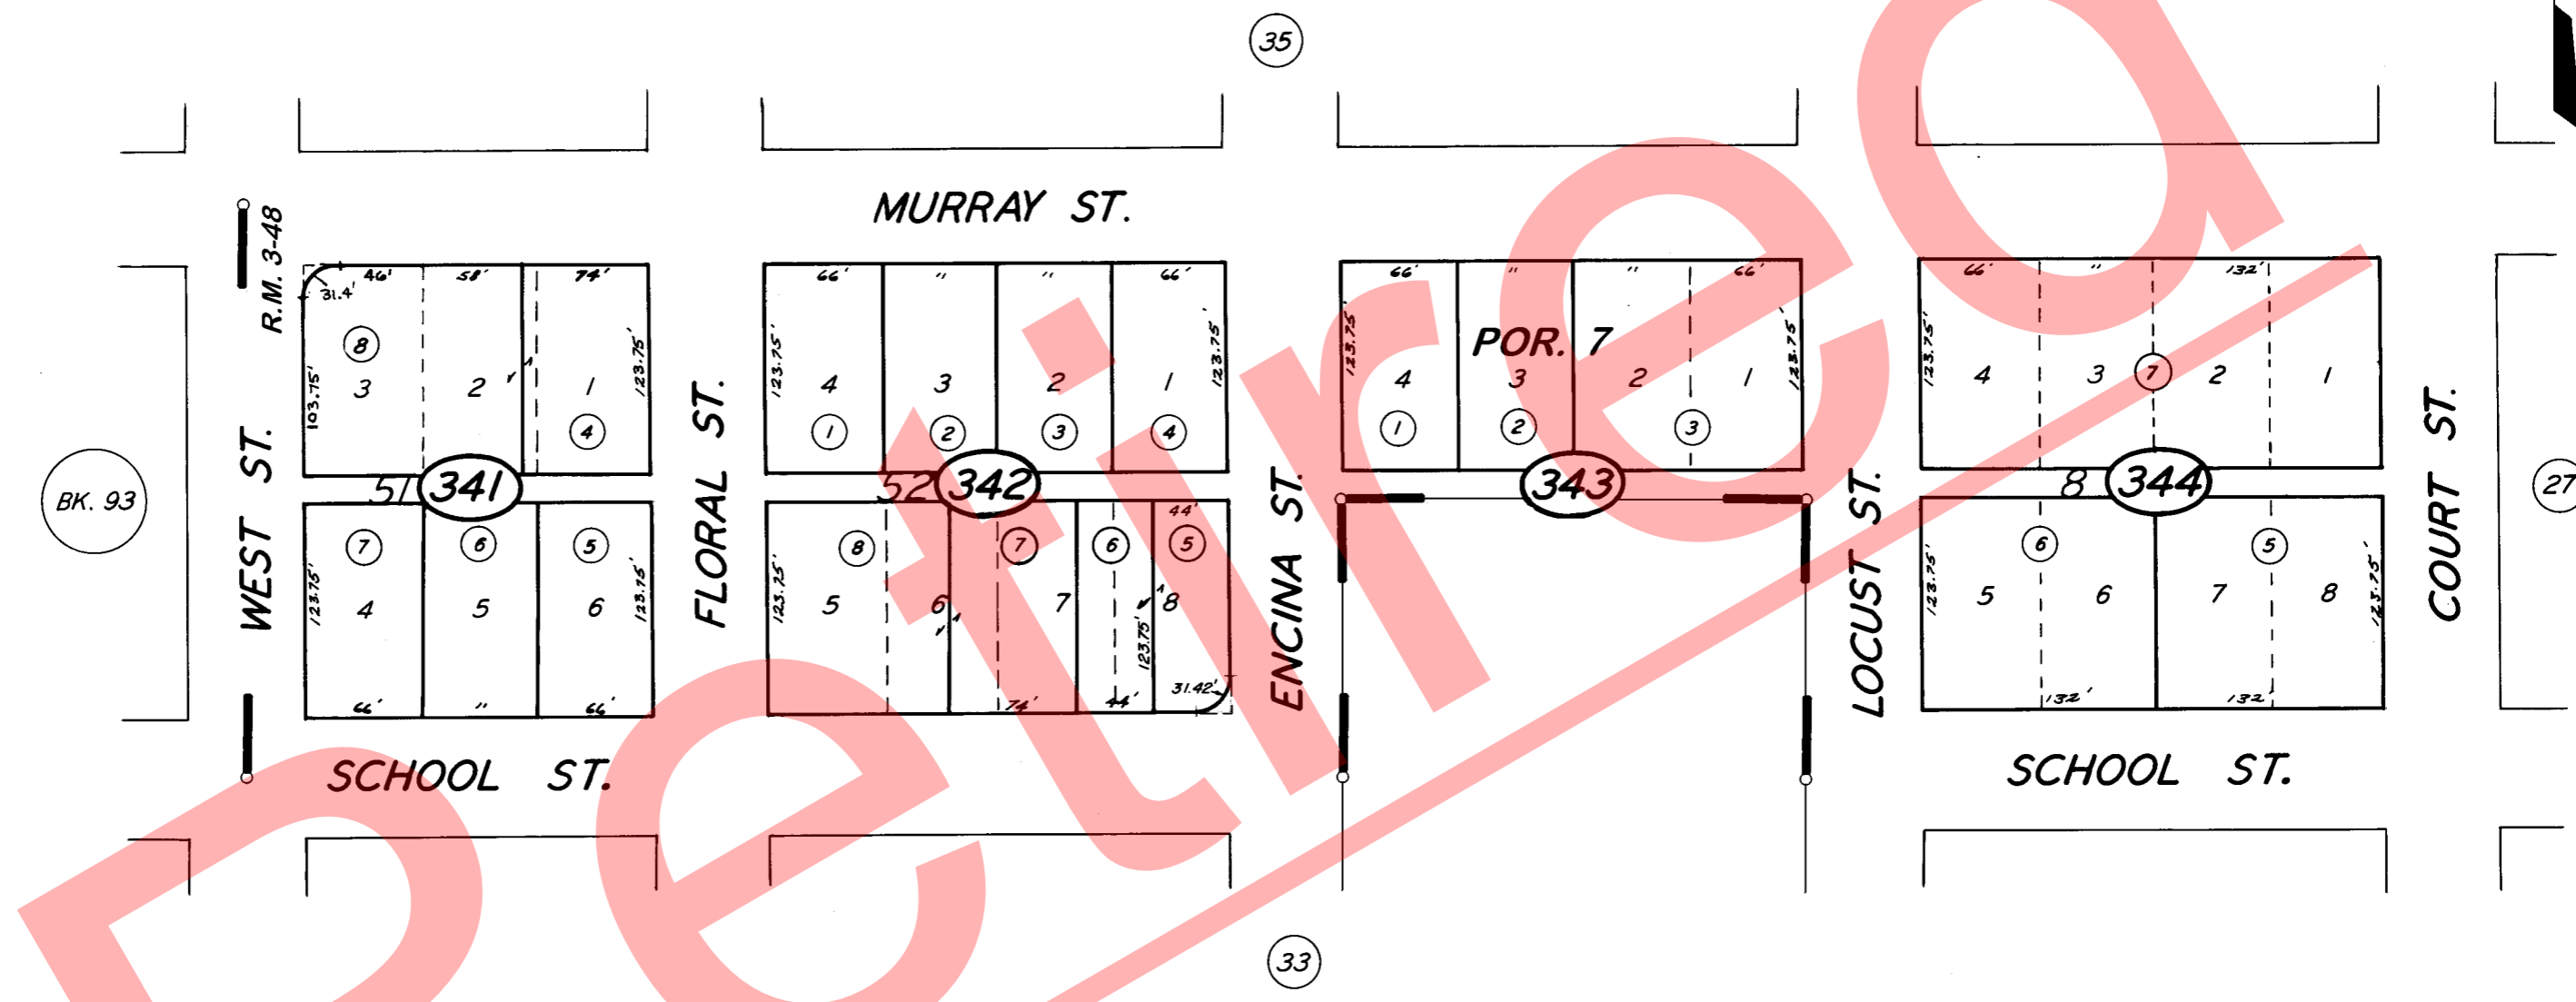 35
MURRAY ST.
R.M. 3-48
46' 58' 74'
31.4'
8
3 2 1
103.75' 123.75'
4
51 341
7 6 5
123.75' 4 5 6 123.75'
66' " 66'
WEST ST.
BK. 93
FLORAL ST.
66' " " 66'
123.75' 123.75'
4 3 2 1
1 2 3 4
52 342
44'
8 7 6 5
123.75' 5 6 7 8
123.75'
31.42'
74' 44'
ENCINA ST.
66' " " 66'
123.75' 123.75'
POR. 7
4 3 2 1
1 2 3
343
LOCUST ST.
66' " 132'
123.75'
4 3 7 2 1
8 344
6 5
123.75' 5 6 7 8 123.75'
132' 132'
COURT ST.
27
SCHOOL ST.
SCHOOL ST.
33
Retired